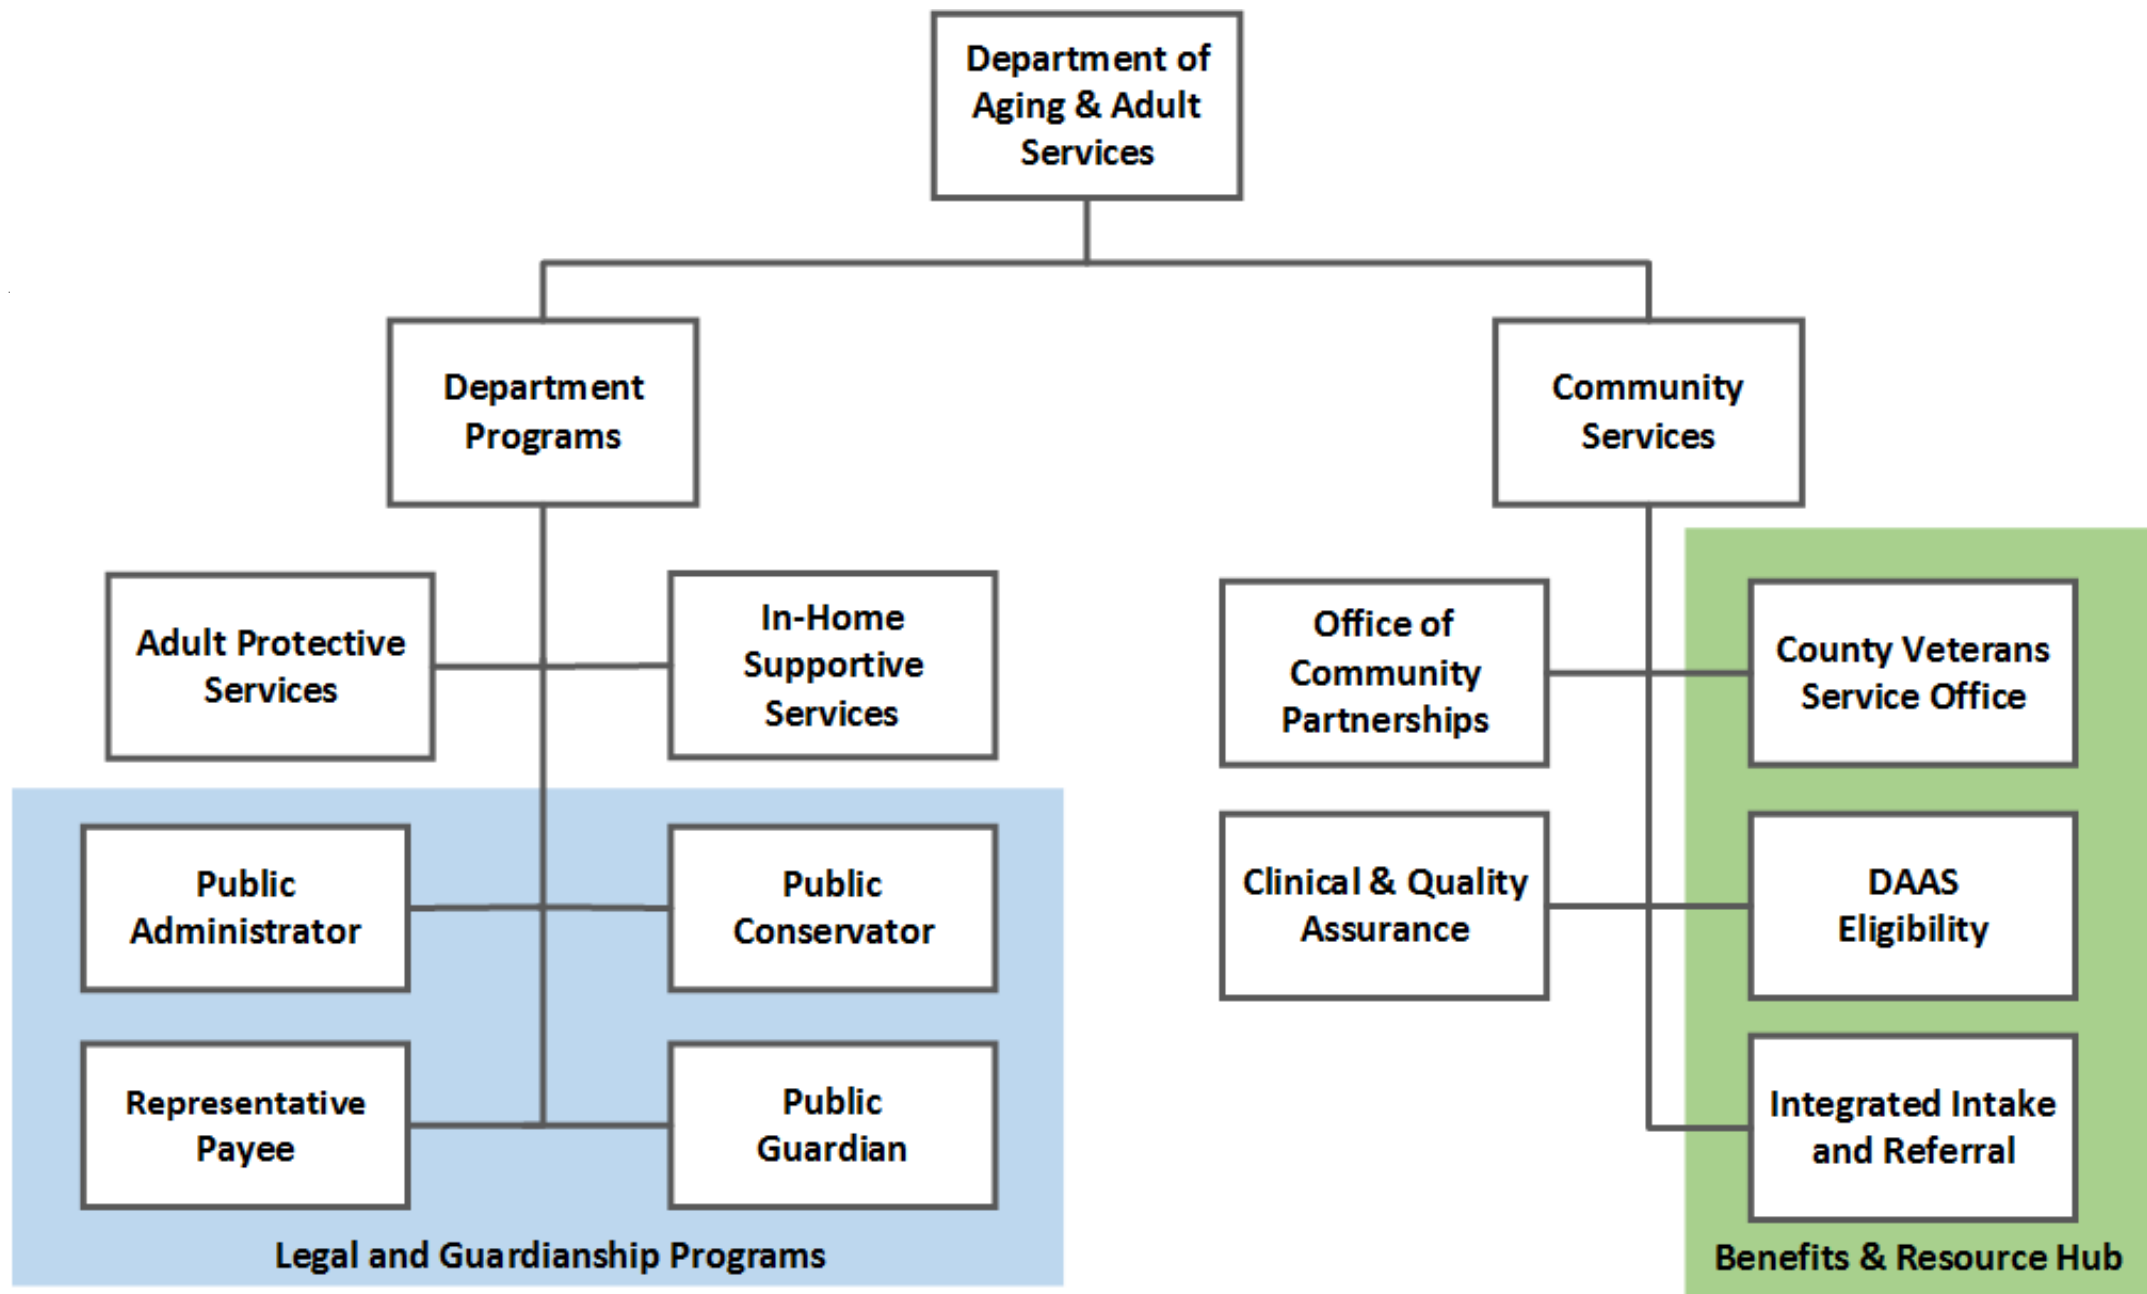 Department of
Aging & Adult
Services
Department
Programs
Community
Services
Adult Protective
Services
In-Home
Supportive
Services
Office of
Community
Partnerships
County Veterans
Service Office
Public
Administrator
Public
Conservator
Clinical & Quality
Assurance
DAAS
Eligibility
Representative
Payee
Public
Guardian
Integrated Intake
and Referral
Legal and Guardianship Programs
Benefits & Resource Hub